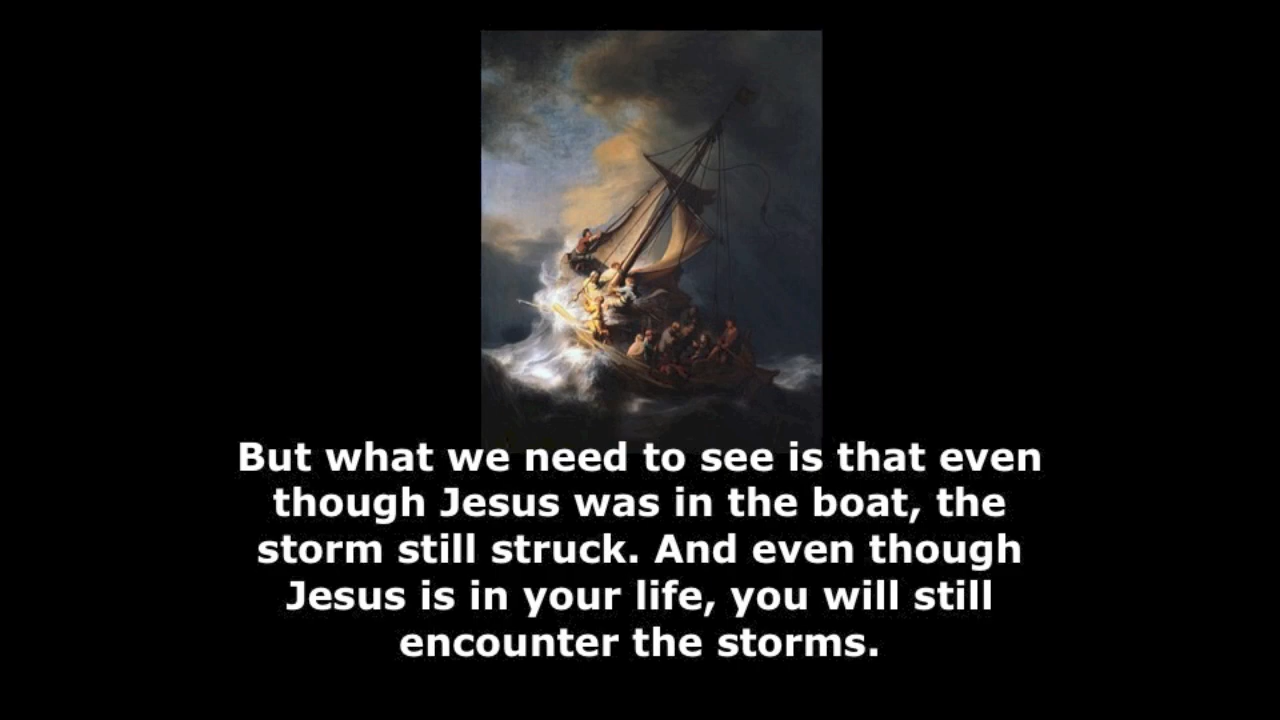 But what we need to see is that even
though Jesus was in the boat, the
storm still struck. And even though
Jesus is in your life, you will still
encounter the storms.